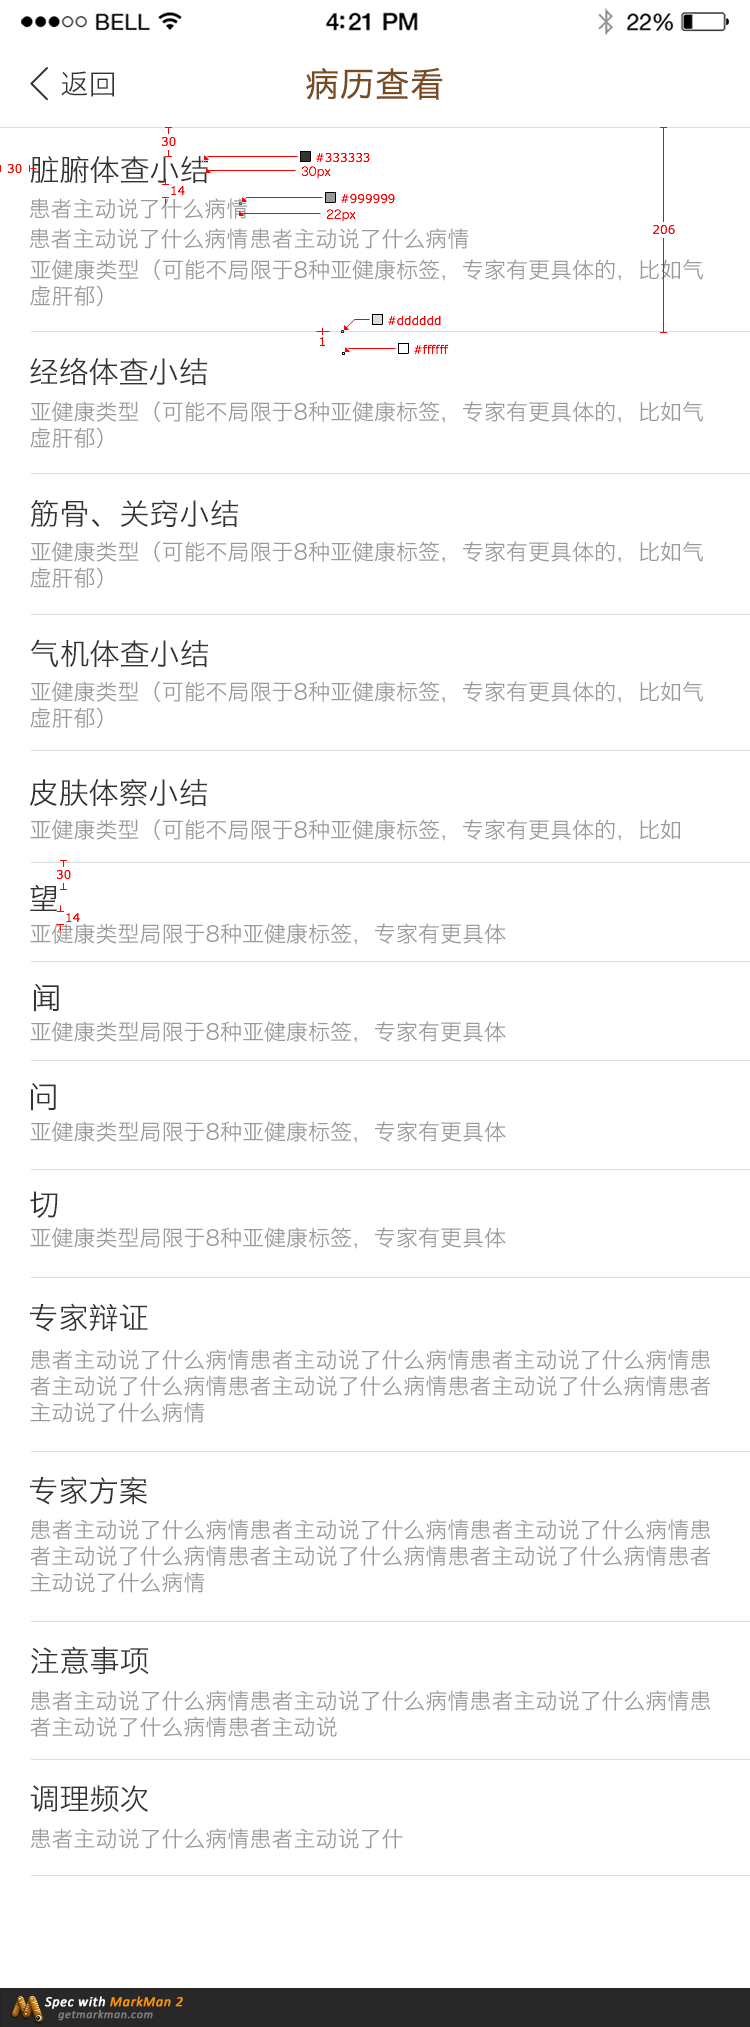 ●●●○○ BELL 4:21 PM 22%
返回 病历查看
30
30 脏腑体查小结 #333333
30px
14 #999999
患者主动说了什么病情 22px
206
患者主动说了什么病情患者主动说了什么病情
亚健康类型（可能不局限于8种亚健康标签，专家有更具体的，比如气
虚肝郁）
#dddddd
1 #ffffff
经络体查小结
亚健康类型（可能不局限于8种亚健康标签，专家有更具体的，比如气
虚肝郁）
筋骨、关窍小结
亚健康类型（可能不局限于8种亚健康标签，专家有更具体的，比如气
虚肝郁）
气机体查小结
亚健康类型（可能不局限于8种亚健康标签，专家有更具体的，比如气
虚肝郁）
皮肤体察小结
亚健康类型（可能不局限于8种亚健康标签，专家有更具体的，比如
30
望
14
亚健康类型局限于8种亚健康标签，专家有更具体
闻
亚健康类型局限于8种亚健康标签，专家有更具体
问
亚健康类型局限于8种亚健康标签，专家有更具体
切
亚健康类型局限于8种亚健康标签，专家有更具体
专家辩证
患者主动说了什么病情患者主动说了什么病情患者主动说了什么病情患
者主动说了什么病情患者主动说了什么病情患者主动说了什么病情患者
主动说了什么病情
专家方案
患者主动说了什么病情患者主动说了什么病情患者主动说了什么病情患
者主动说了什么病情患者主动说了什么病情患者主动说了什么病情患者
主动说了什么病情
注意事项
患者主动说了什么病情患者主动说了什么病情患者主动说了什么病情患
者主动说了什么病情患者主动说
调理频次
患者主动说了什么病情患者主动说了什
Spec with MarkMan 2
getmarkman.com